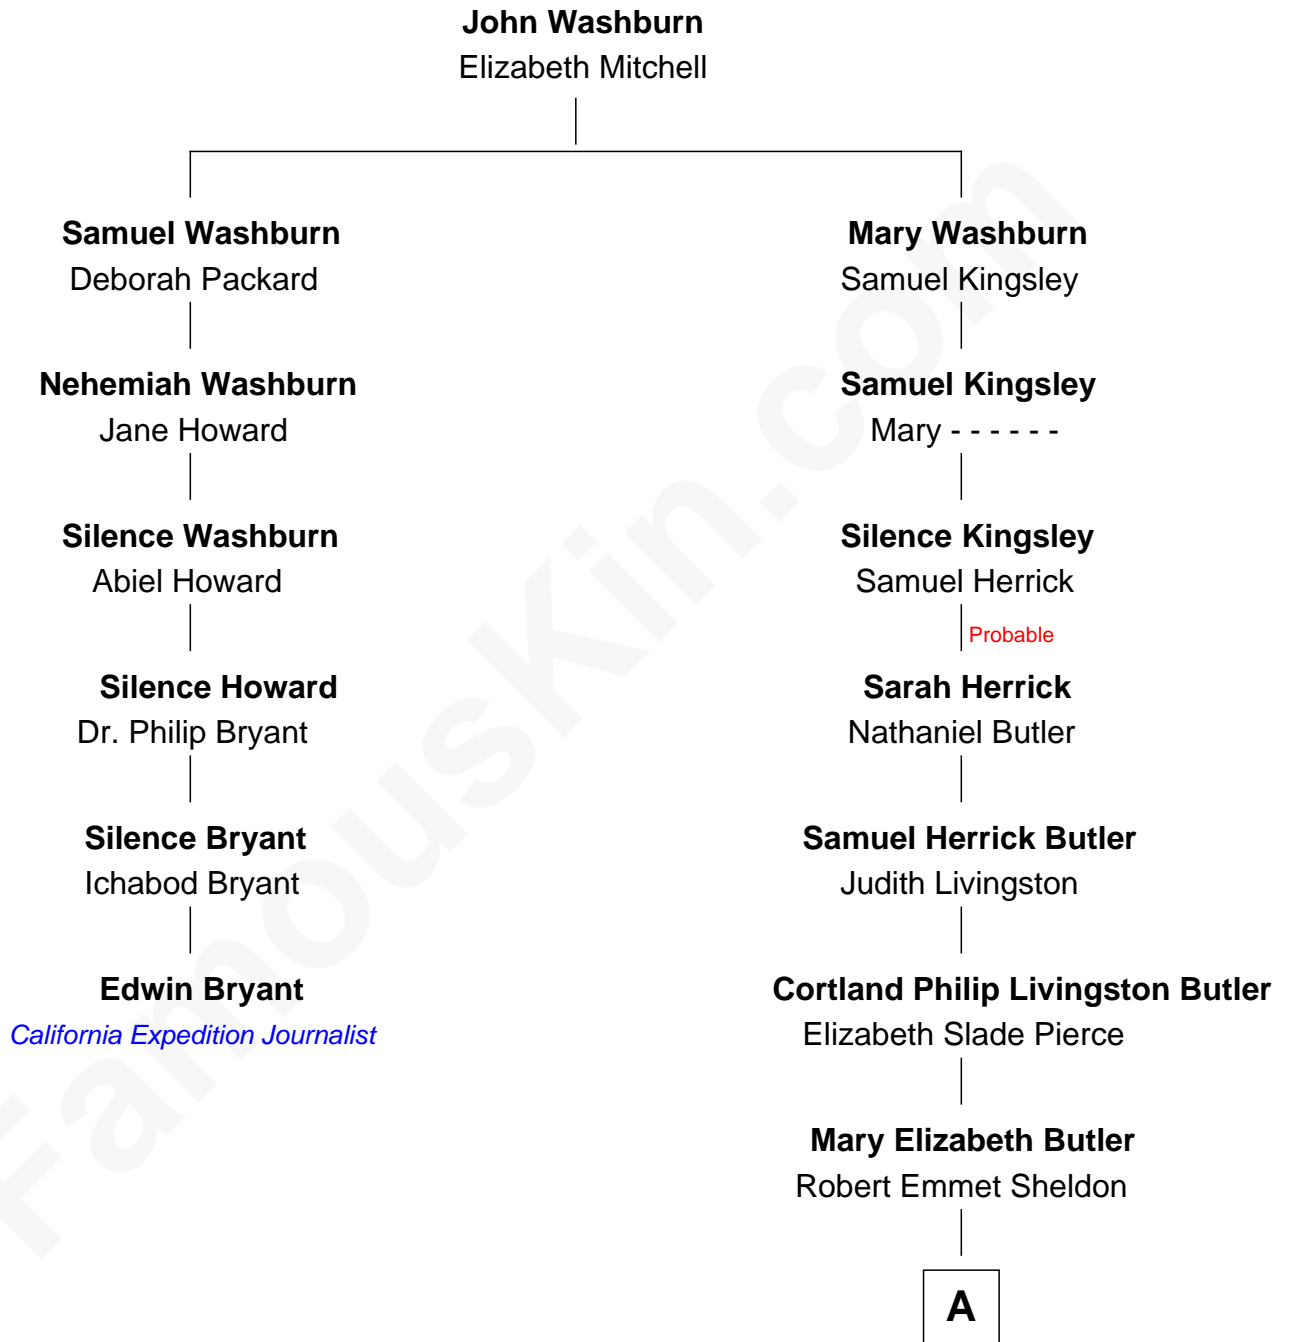 John Washburn
Elizabeth Mitchell
Samuel Washburn
Deborah Packard
Nehemiah Washburn
Jane Howard
Silence Washburn
Abiel Howard
Silence Howard
Dr. Philip Bryant
Silence Bryant
Ichabod Bryant
Edwin Bryant
California Expedition Journalist
Mary Washburn
Samuel Kingsley
Samuel Kingsley
Mary - - - - - -
Silence Kingsley
Samuel Herrick
Probable
Sarah Herrick
Nathaniel Butler
Samuel Herrick Butler
Judith Livingston
Cortland Philip Livingston Butler
Elizabeth Slade Pierce
Mary Elizabeth Butler
Robert Emmet Sheldon
A
FamousKin.com